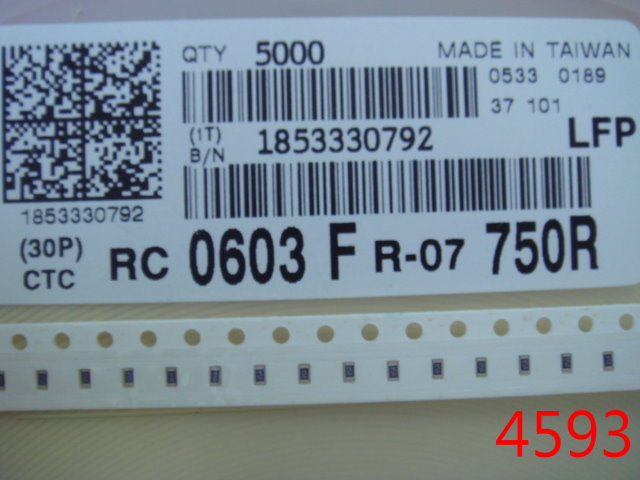 QTY 5000 MADE IN TAIWAN
0533 0189
37 101
(1T) B/N 1853330792 LFP
1853330792
(30P) CTC RC 0603 F R-07 750R
4593